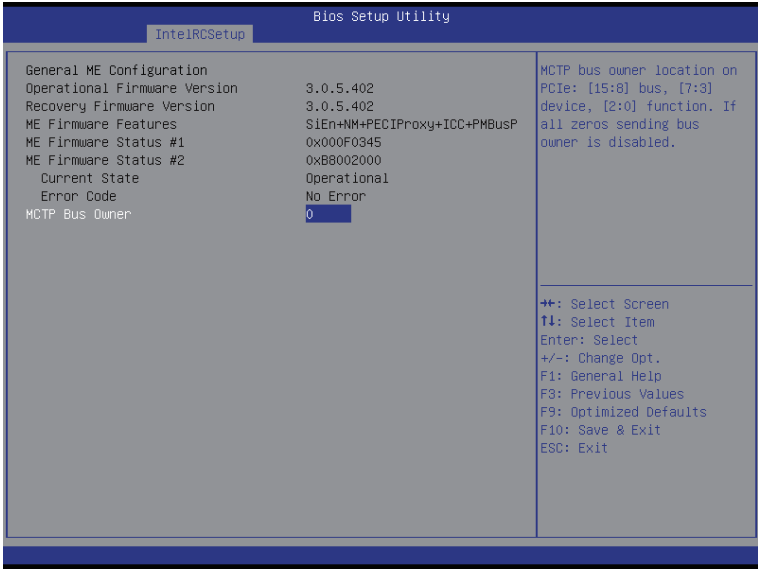 Bios Setup Utility
IntelRCSetup
General ME Configuration
Operational Firmware Version 3.0.5.402
Recovery Firmware Version 3.0.5.402
ME Firmware Features SiEn+NM+PECIProxy+ICC+PMBusP
ME Firmware Status #1 0x000F0345
ME Firmware Status #2 0xB8002000
Current State Operational
Error Code No Error
MCTP Bus Owner 0
MCTP bus owner location on
PCIe: [15:8] bus, [7:3]
device, [2:0] function. If
all zeros sending bus
owner is disabled.
→←: Select Screen
↑↓: Select Item
Enter: Select
+/-: Change Opt.
F1: General Help
F3: Previous Values
F9: Optimized Defaults
F10: Save & Exit
ESC: Exit